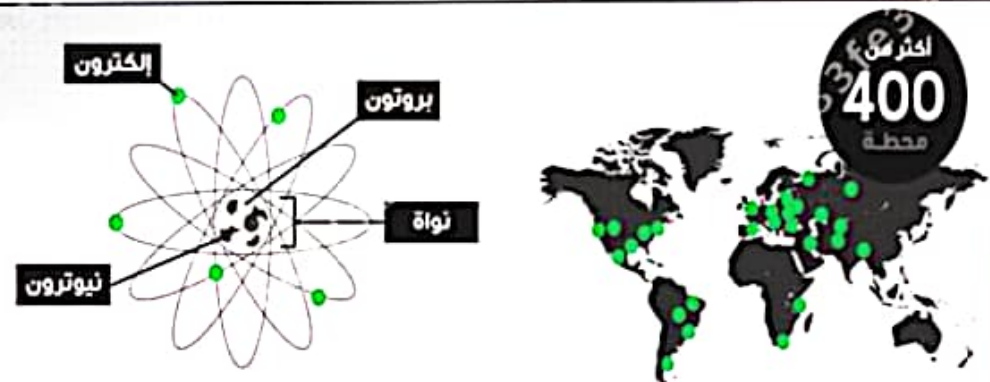 إلكترون
بروتون
نواة
نيوترون
أكثر من
400
محطة